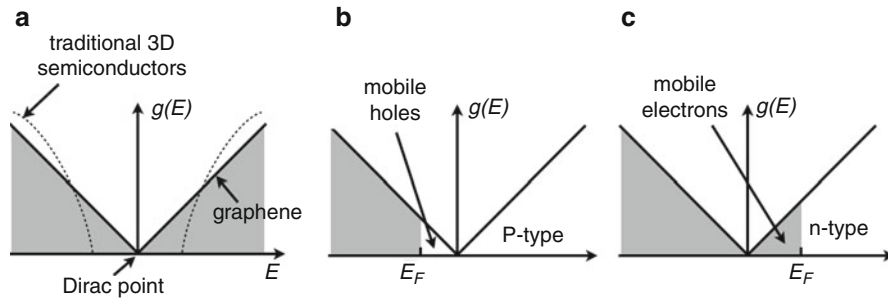 a
traditional 3D
semiconductors
g(E)
graphene
E
Dirac point
b
mobile
holes
g(E)
P-type
E_F
c
mobile
electrons
g(E)
n-type
E_F